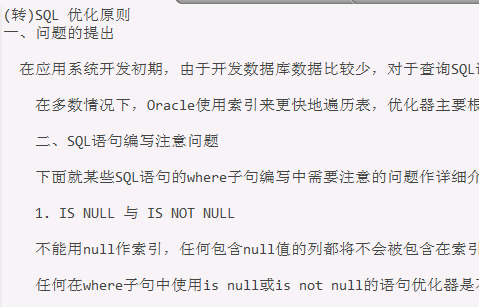 (转)SQL 优化原则
一、问题的提出
在应用系统开发初期，由于开发数据库数据比较少，对于查询SQL
在多数情况下，Oracle使用索引来更快地遍历表，优化器主要根
二、SQL语句编写注意问题
下面就某些SQL语句的where子句编写中需要注意的问题作详细介
1. IS NULL 与 IS NOT NULL
不能用null作索引，任何包含null值的列都将不会被包含在索引
任何在where子句中使用is null或is not null的语句优化器是